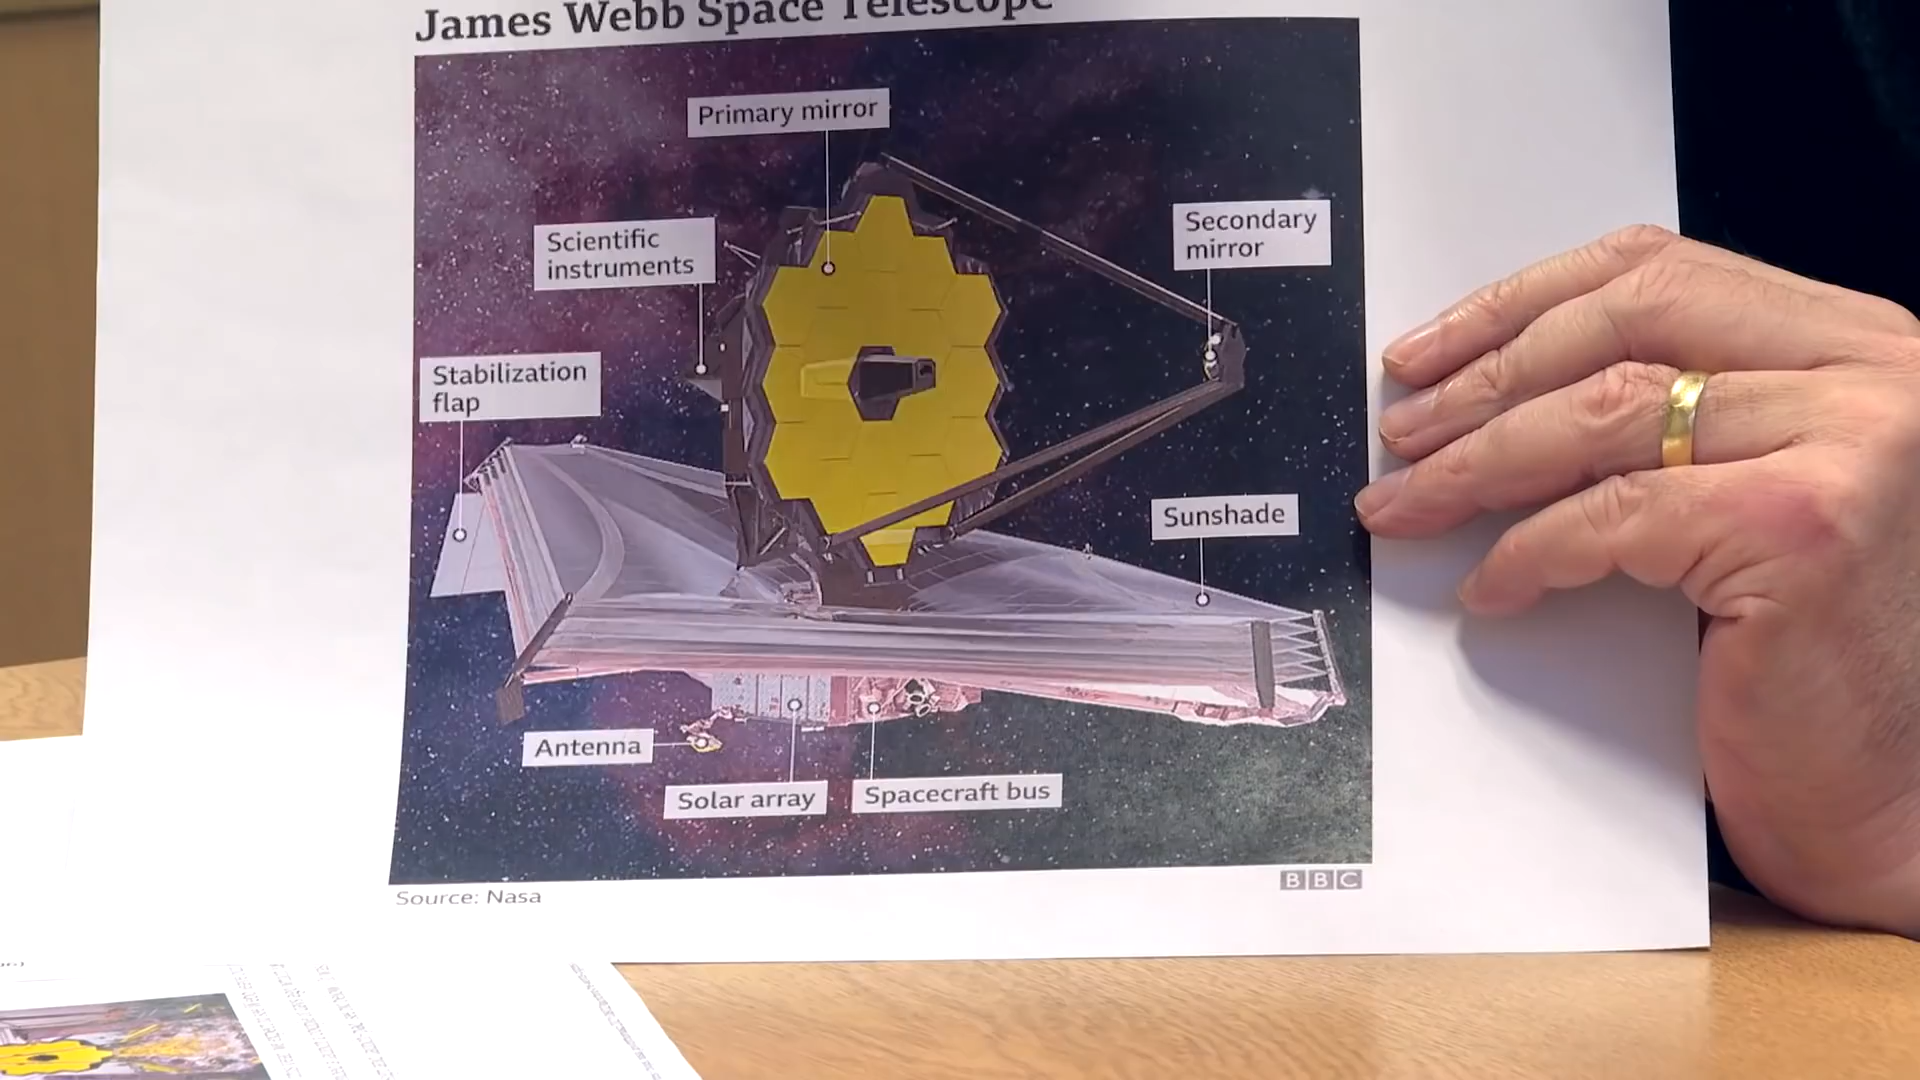 James Webb Space Telescope
Primary mirror
Scientific
instruments
Secondary
mirror
Stabilization
flap
Sunshade
Antenna
Solar array
Spacecraft bus
Source: Nasa
BBC